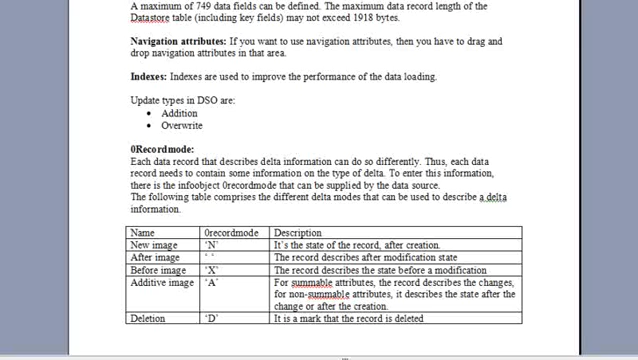 A maximum of 749 data fields can be defined. The maximum data record length of the
Datastore table (including key fields) may not exceed 1918 bytes.
Navigation attributes: If you want to use navigation attributes, then you have to drag and
drop navigation attributes in that area.
Indexes: Indexes are used to improve the performance of the data loading.
Update types in DSO are:
• Addition
• Overwrite
0Recordmode:
Each data record that describes delta information can do so differently. Thus, each data
record needs to contain some information on the type of delta. To enter this information,
there is the infoobject 0recordmode that can be supplied by the data source.
The following table comprises the different delta modes that can be used to describe a delta
information.
Name 0recordmode Description
New image ‘N’ It’s the state of the record, after creation.
After image ‘ ‘ The record describes after modification state
Before image ‘X’ The record describes the state before a modification
Additive image ‘A’ For summable attributes, the record describes the changes,
for non-summable attributes, it describes the state after the
change or after the creation.
Deletion ‘D’ It is a mark that the record is deleted